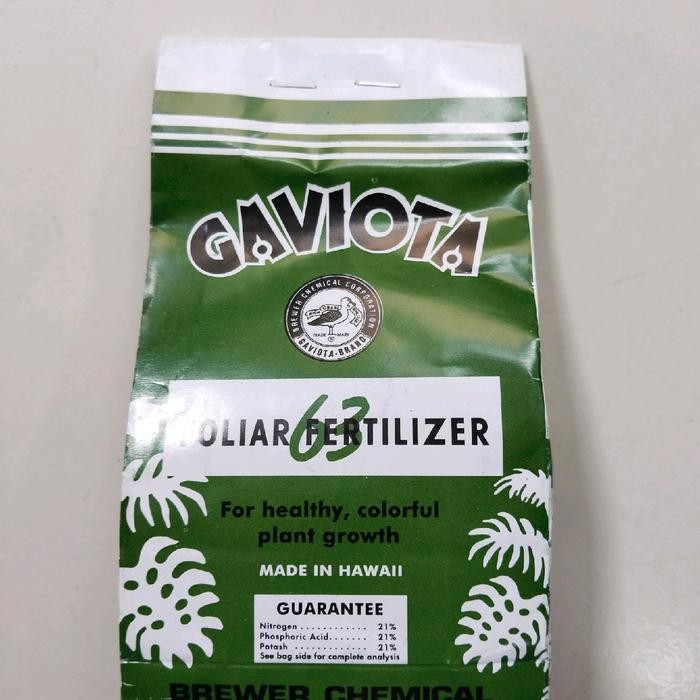 GAVIOTA
BREWER CHEMICAL CORPORATION
TRADE MARK
GAVIOTA-BRAND
63
FOLIAR FERTILIZER
For healthy, colorful
plant growth
MADE IN HAWAII
GUARANTEE
Nitrogen ............ 21%
Phosphoric Acid....... 21%
Potash .............. 21%
See bag side for complete analysis
BREWER CHEMICAL